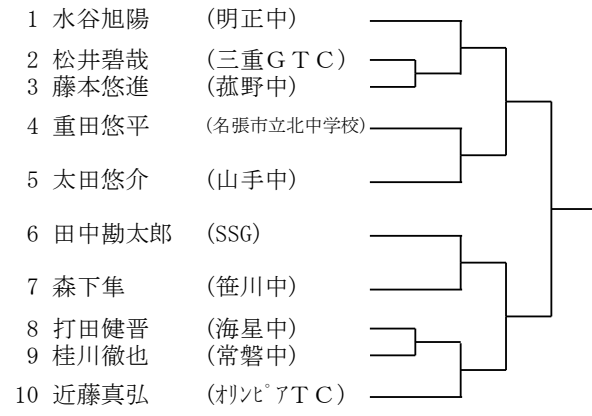 1 水谷旭陽 (明正中)
2 松井碧哉 (三重ＧＴＣ)
3 藤本悠進 (菰野中)
4 重田悠平 (名張市立北中学校)
5 太田悠介 (山手中)
6 田中勘太郎 (SSG)
7 森下隼 (笹川中)
8 打田健晋 (海星中)
9 桂川徹也 (常磐中)
10 近藤真弘 (ｵﾘﾝﾋﾟｱＴＣ)